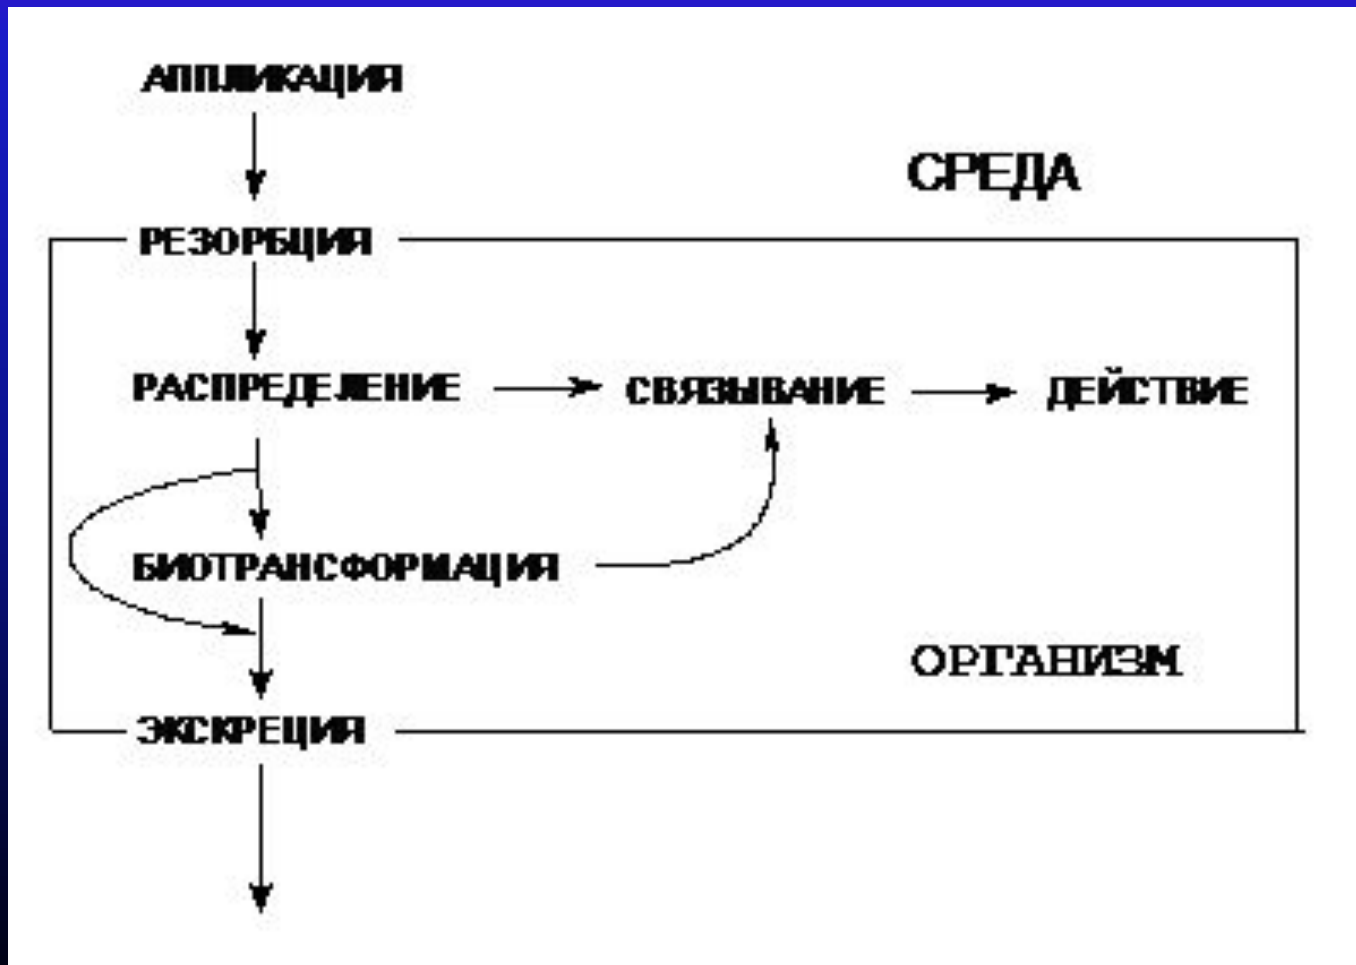 АППЛИКАЦИЯ
СРЕДА
РЕЗОРБЦИЯ
РАСПРЕДЕЛЕНИЕ
СВЯЗЫВАНИЕ
ДЕЙСТВИЕ
БИОТРАНСФОРМАЦИЯ
ОРГАНИЗМ
ЭКСКРЕЦИЯ